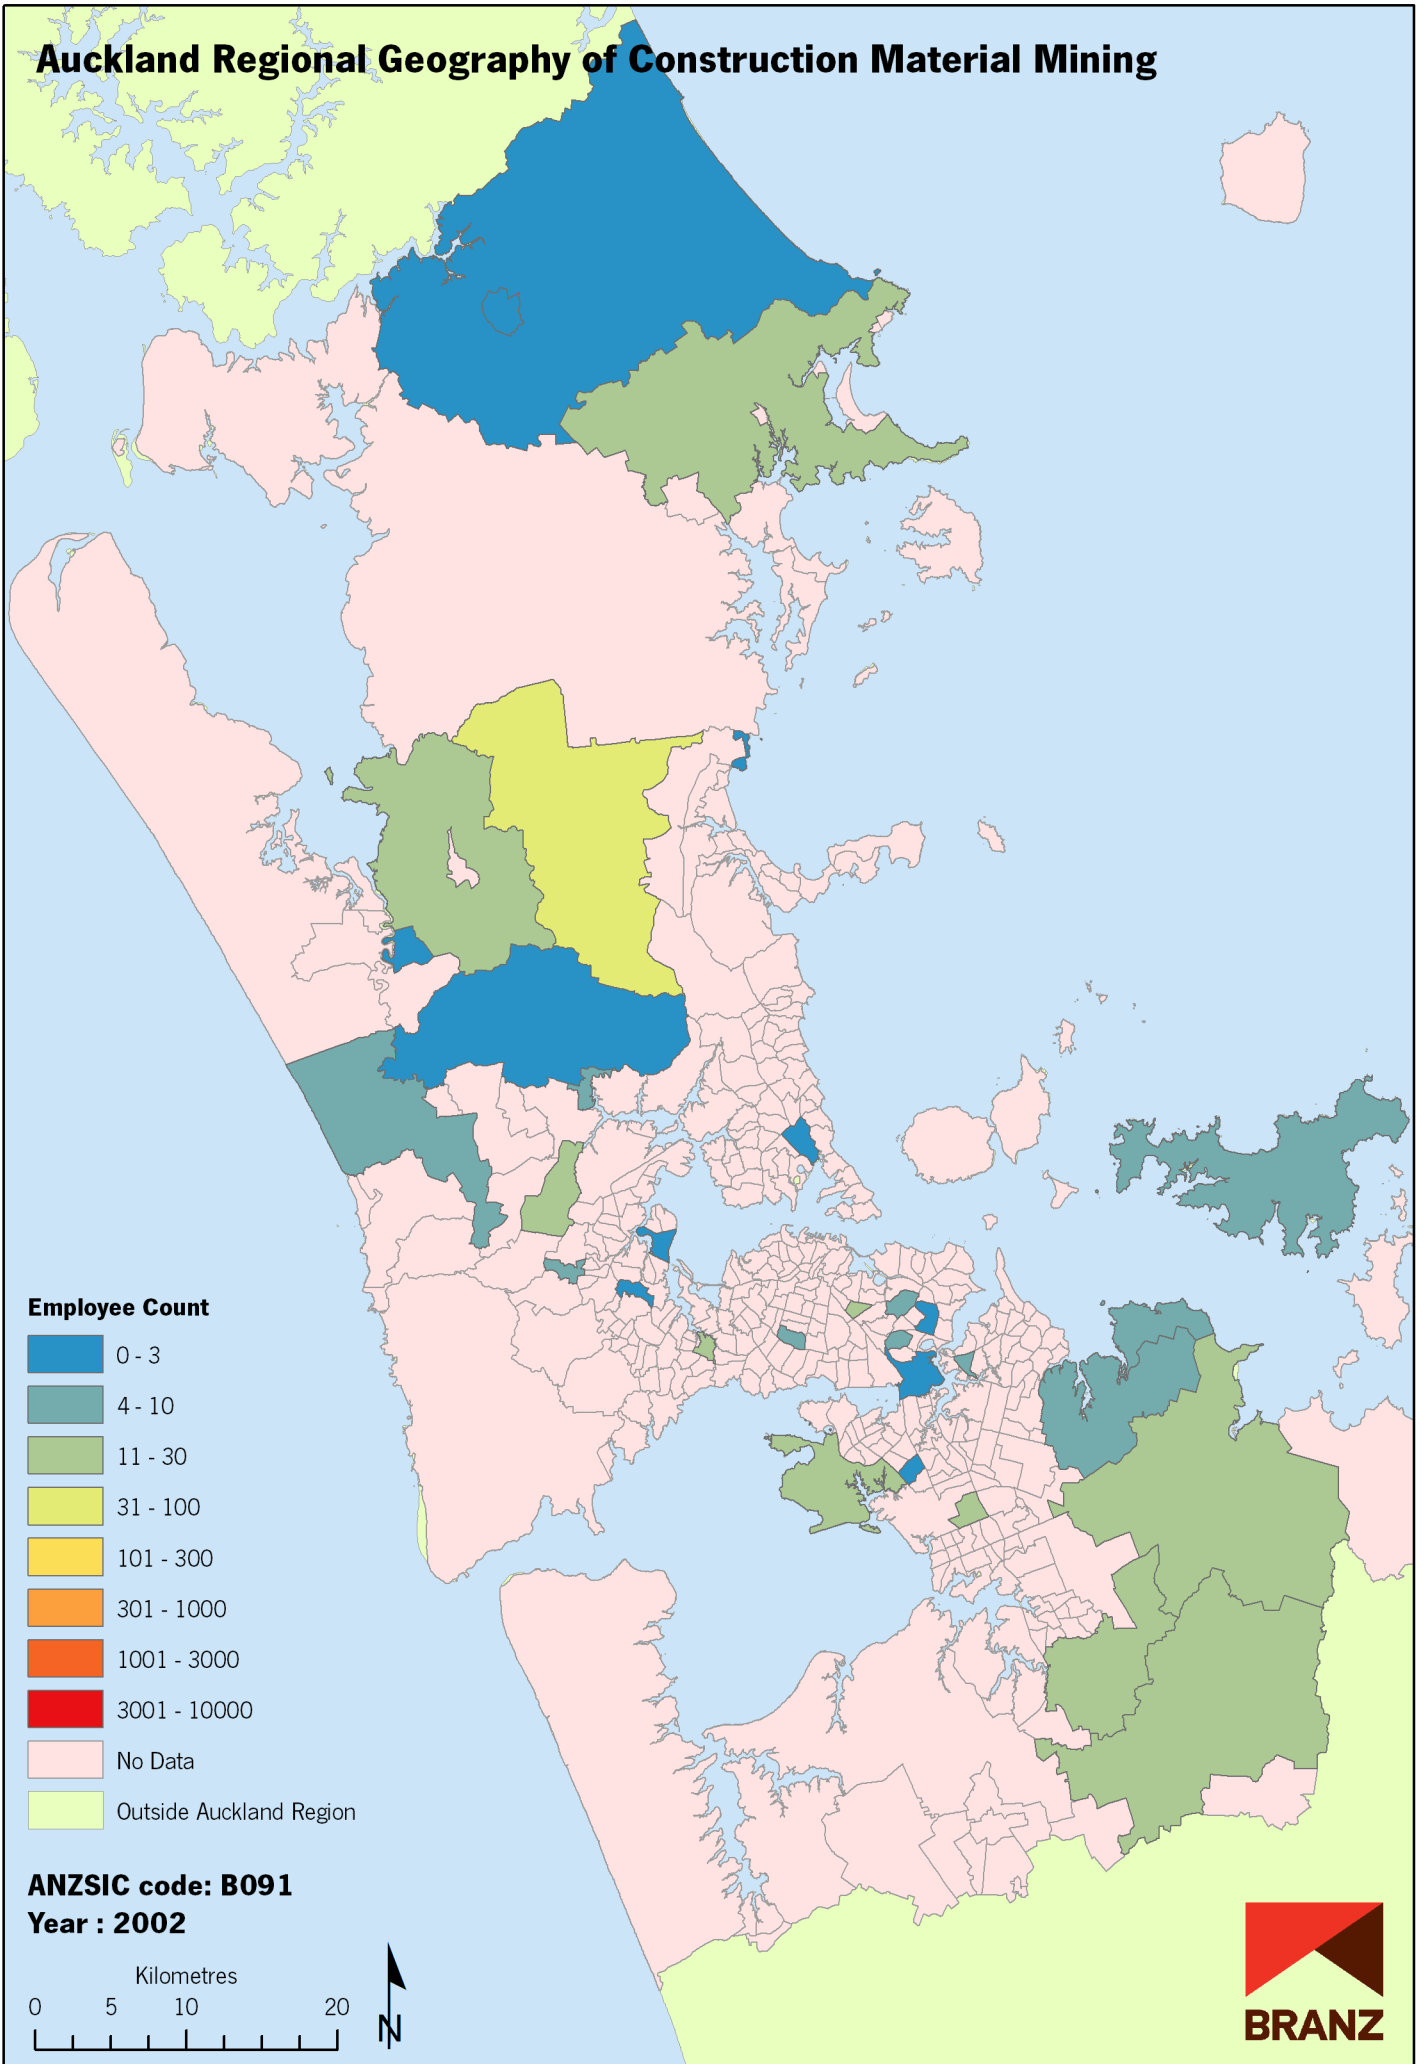 Auckland Regional Geography of Construction Material Mining
Employee Count
0 - 3
4 - 10
11 - 30
31 - 100
101 - 300
301 - 1000
1001 - 3000
3001 - 10000
No Data
Outside Auckland Region
ANZSIC code: B091
Year : 2002
Kilometres
0 5 10 20
N
BRANZ